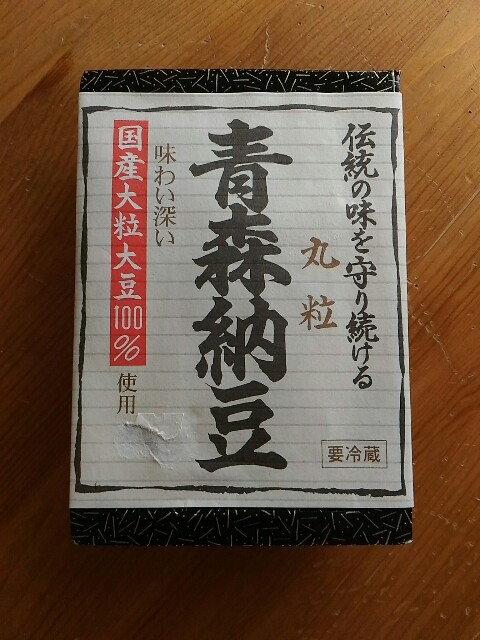 伝統の味を守り続ける
丸粒
青森納豆
味わい深い
国産大粒大豆100%
使用
要冷蔵